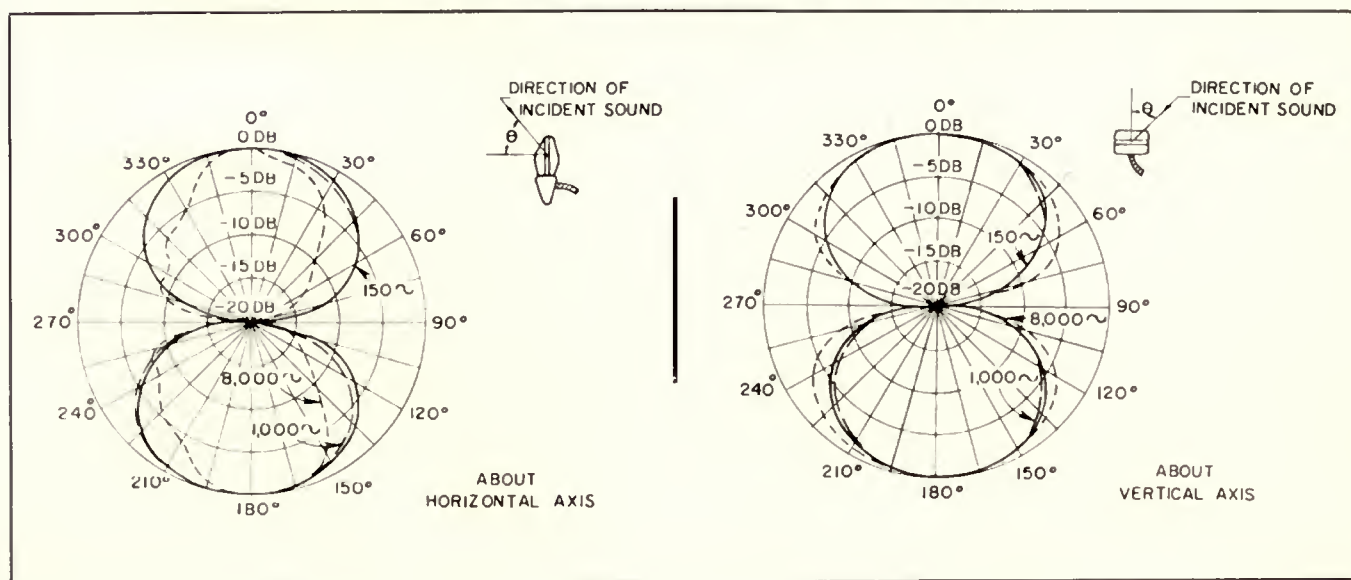 DIRECTION OF
INCIDENT SOUND
θ
0°
0 DB
330°
30°
-5 DB
-10 DB
300°
60°
-15 DB
150~
-20 DB
270°
90°
8,000~
240°
120°
1,000~
210°
150°
180°
ABOUT
HORIZONTAL AXIS
DIRECTION OF
INCIDENT SOUND
θ
0°
0 DB
330°
30°
-5 DB
-10 DB
300°
60°
150~
-15 DB
-20 DB
270°
90°
8,000~
1,000~
240°
120°
210°
150°
180°
ABOUT
VERTICAL AXIS